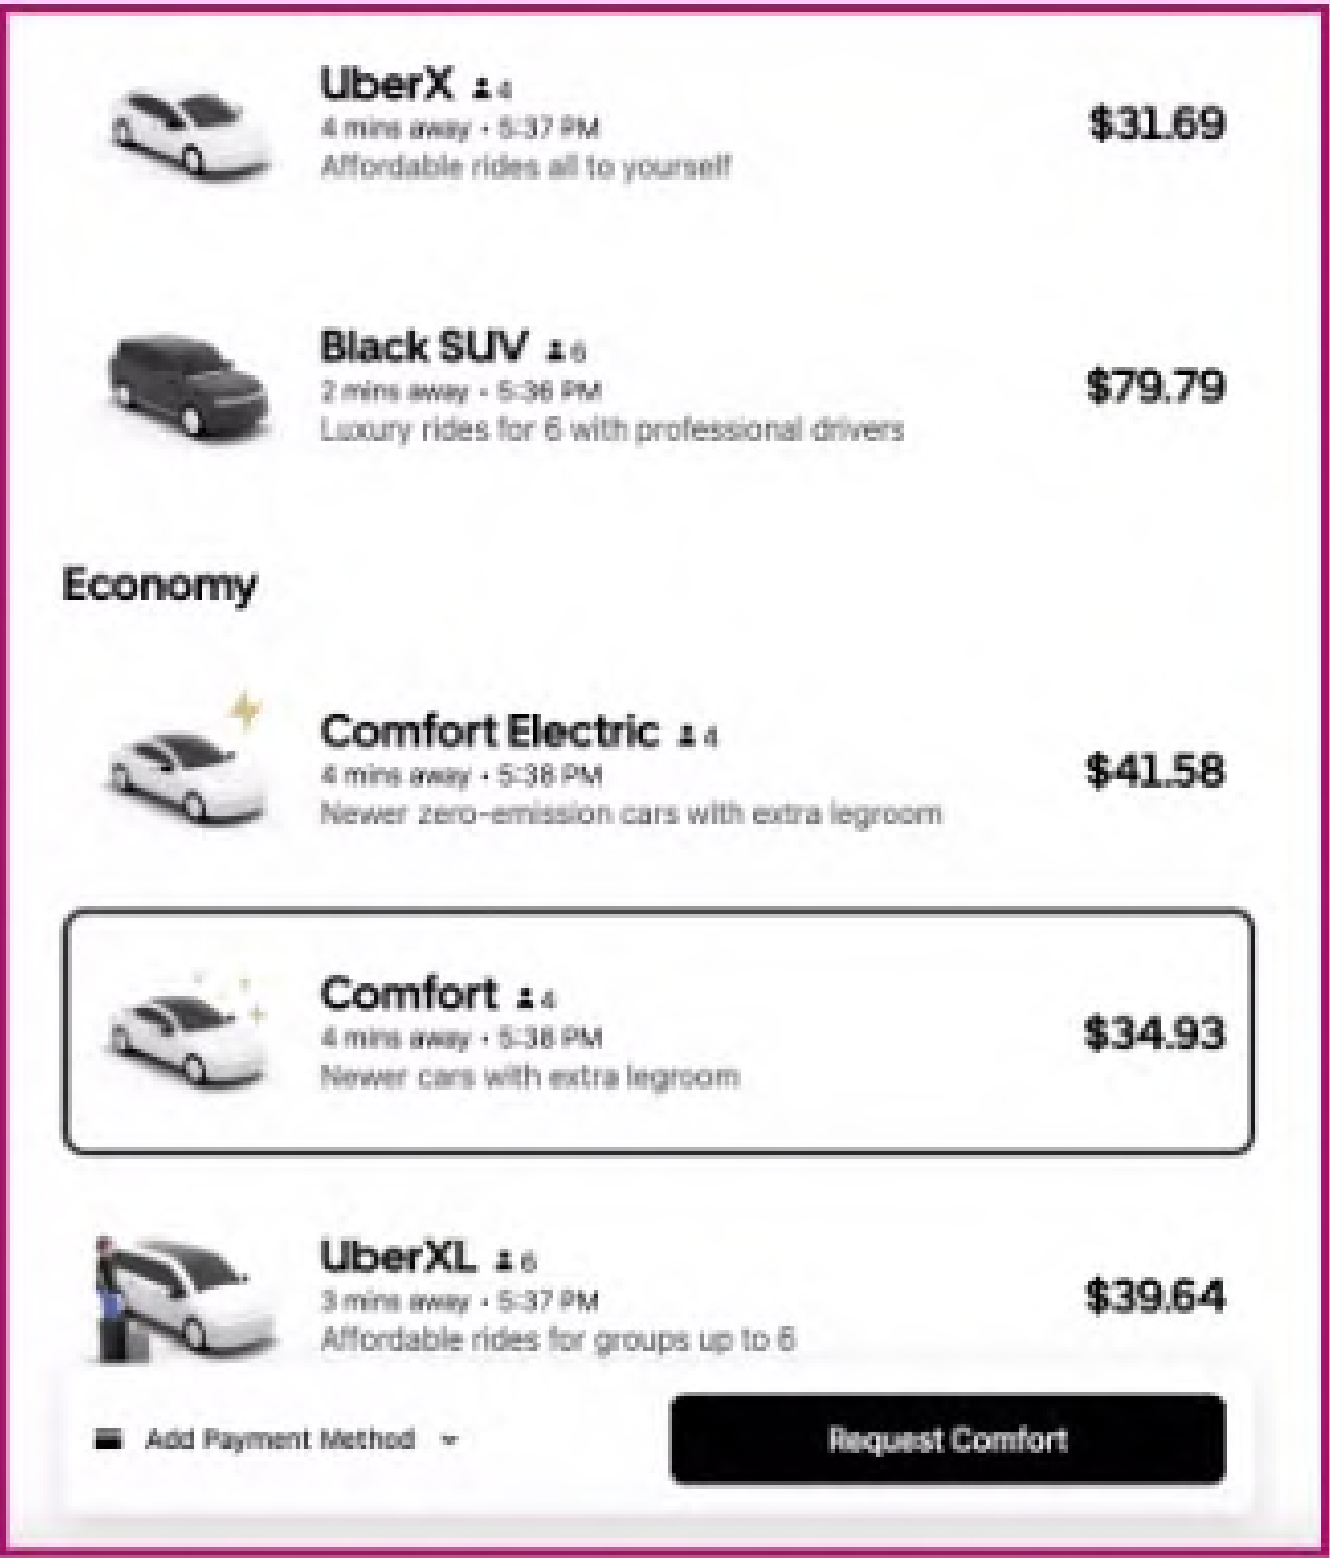 UberX 4
4 mins away • 5:37 PM
Affordable rides all to yourself
$31.69
Black SUV 6
2 mins away • 5:36 PM
Luxury rides for 6 with professional drivers
$79.79
Economy
Comfort Electric 4
4 mins away • 5:38 PM
Newer zero-emission cars with extra legroom
$41.58
Comfort 4
4 mins away • 5:38 PM
Newer cars with extra legroom
$34.93
UberXL 6
3 mins away • 5:37 PM
Affordable rides for groups up to 6
$39.64
Add Payment Method
Request Comfort